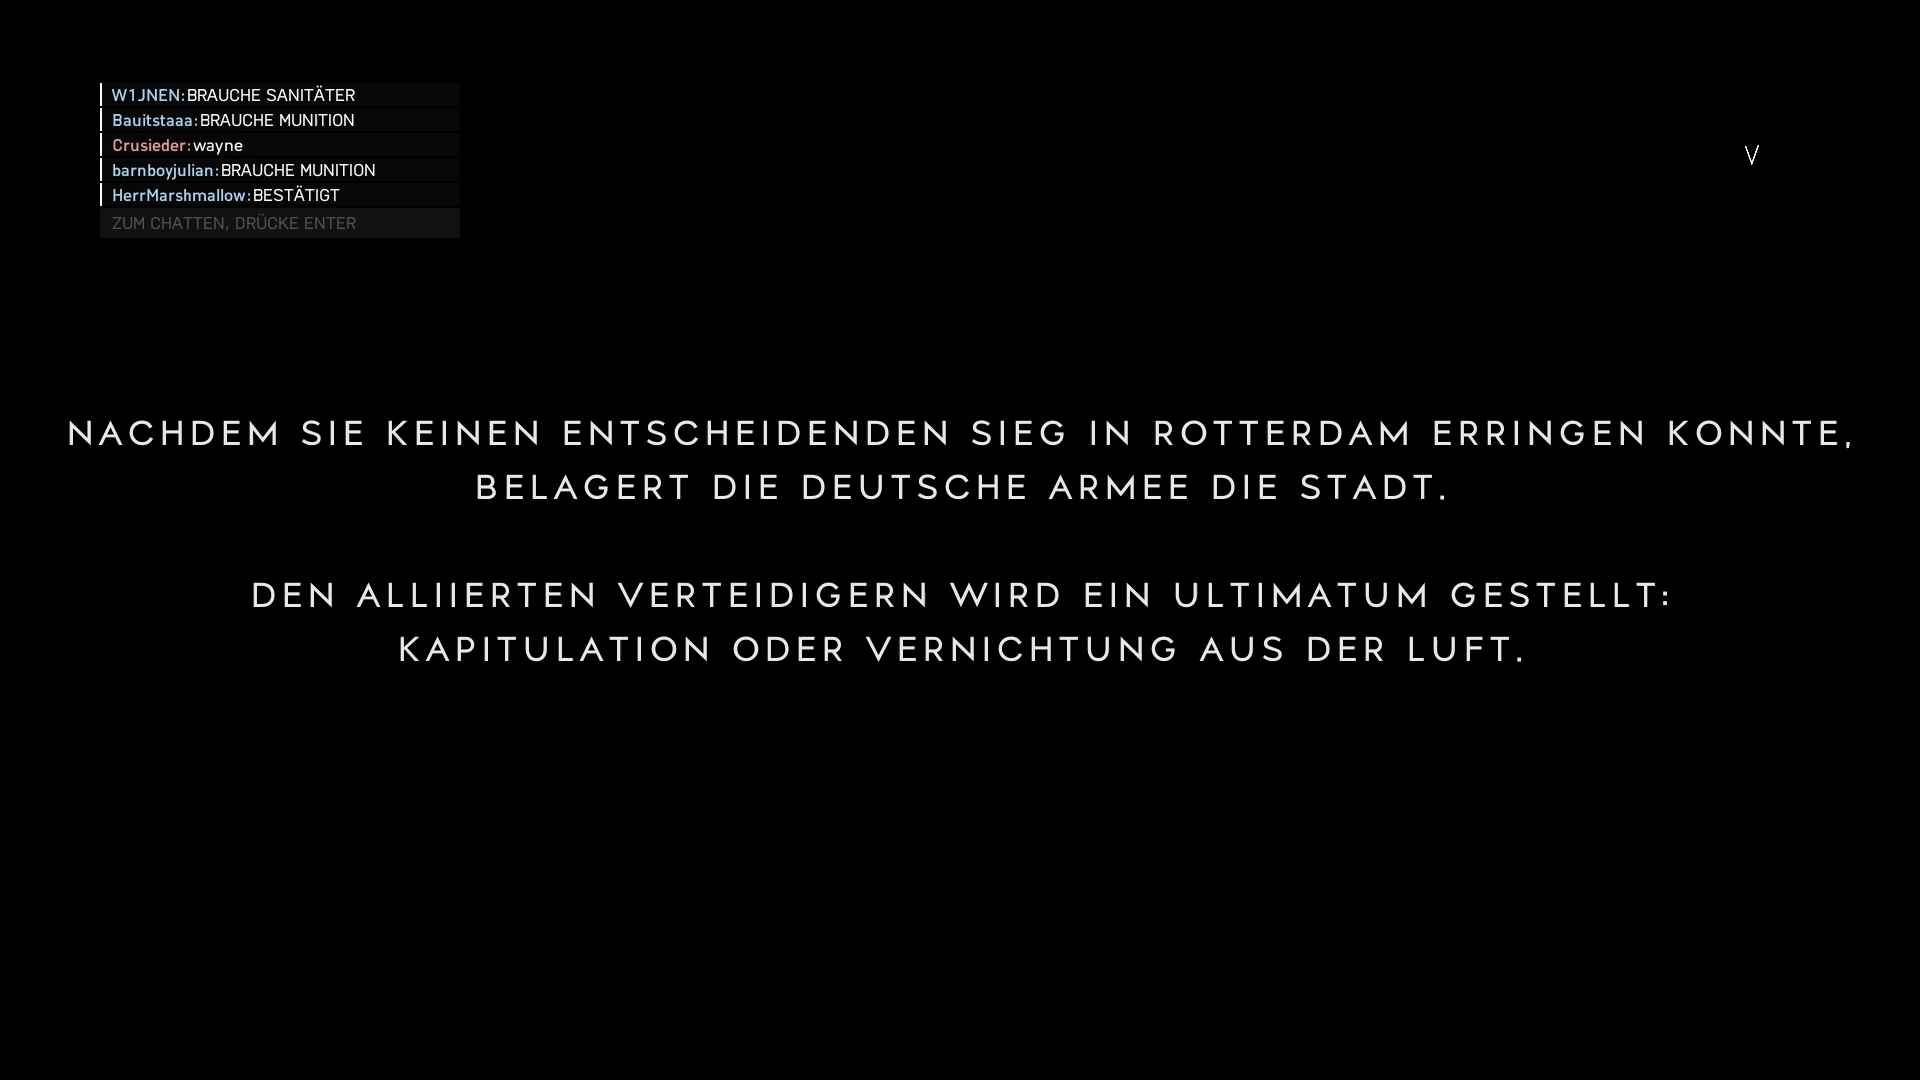 W1JNEN:BRAUCHE SANITÄTER
Bauitstaaa:BRAUCHE MUNITION
Crusieder:wayne
barnboyjulian:BRAUCHE MUNITION
HerrMarshmallow:BESTÄTIGT
ZUM CHATTEN, DRÜCKE ENTER
V
NACHDEM SIE KEINEN ENTSCHEIDENDEN SIEG IN ROTTERDAM ERRINGEN KONNTE,
BELAGERT DIE DEUTSCHE ARMEE DIE STADT.
DEN ALLIIERTEN VERTEIDIGERN WIRD EIN ULTIMATUM GESTELLT:
KAPITULATION ODER VERNICHTUNG AUS DER LUFT.